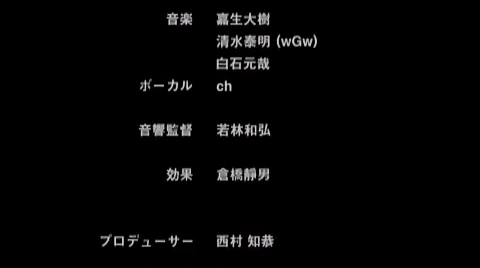 音楽 嘉生大樹
清水泰明 (wGw)
白石元哉
ボーカル ch
音響監督 若林和弘
効果 倉橋靜男
プロデューサー 西村 知恭